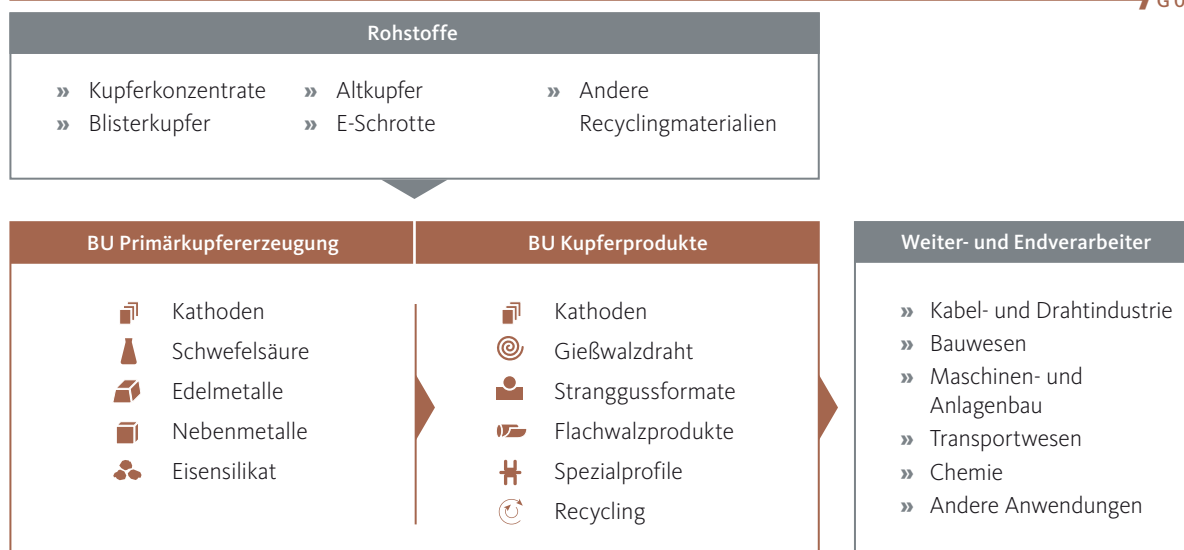 Rohstoffe
» Kupferkonzentrate » Altkupfer » Andere
» Blisterkupfer » E-Schrotte Recyclingmaterialien
BU Primärkupfererzeugung
Kathoden
Schwefelsäure
Edelmetalle
Nebenmetalle
Eisensilikat
BU Kupferprodukte
Kathoden
Gießwalzdraht
Stranggussformate
Flachwalzprodukte
Spezialprofile
Recycling
Weiter- und Endverarbeiter
» Kabel- und Drahtindustrie
» Bauwesen
» Maschinen- und
Anlagenbau
» Transportwesen
» Chemie
» Andere Anwendungen